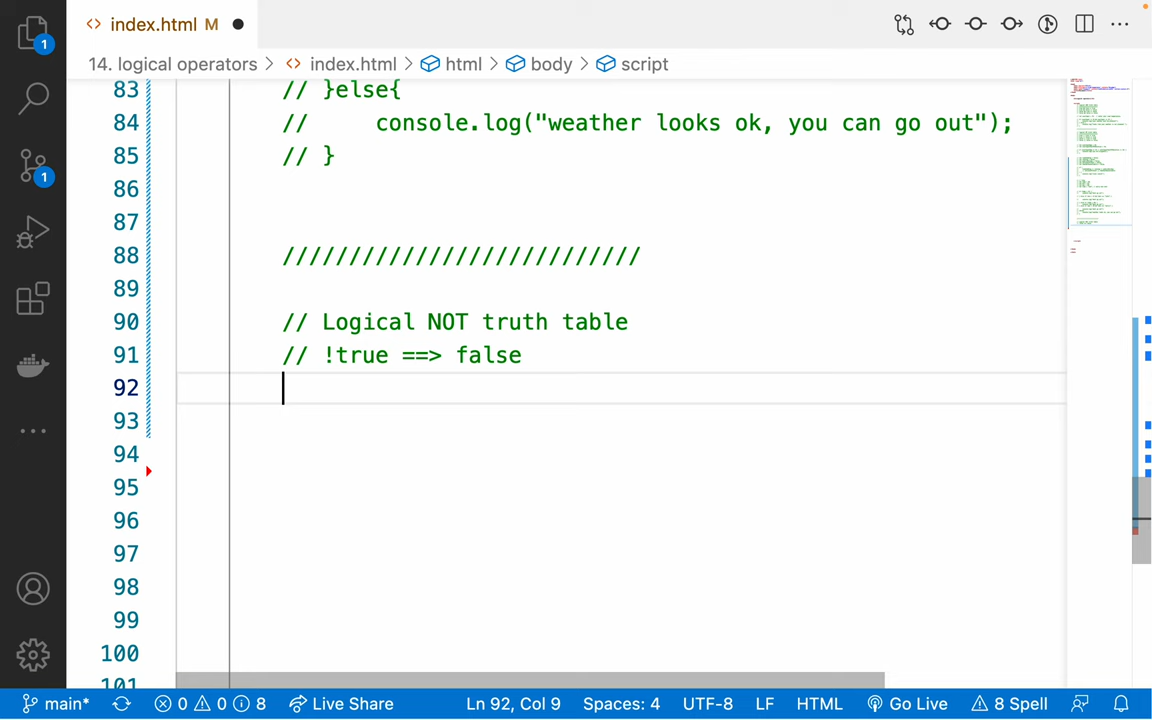 index.html M
14. logical operators > index.html > html > body > script
83 // }else{
84 // console.log("weather looks ok, you can go out");
85 // }
86
87
88 ///////////////////////////
89
90 // Logical NOT truth table
91 // !true ==> false
92
93
94
95
96
97
98
99
100
101
1
1
main* 0 0 8 Live Share Ln 92, Col 9 Spaces: 4 UTF-8 LF HTML Go Live 8 Spell